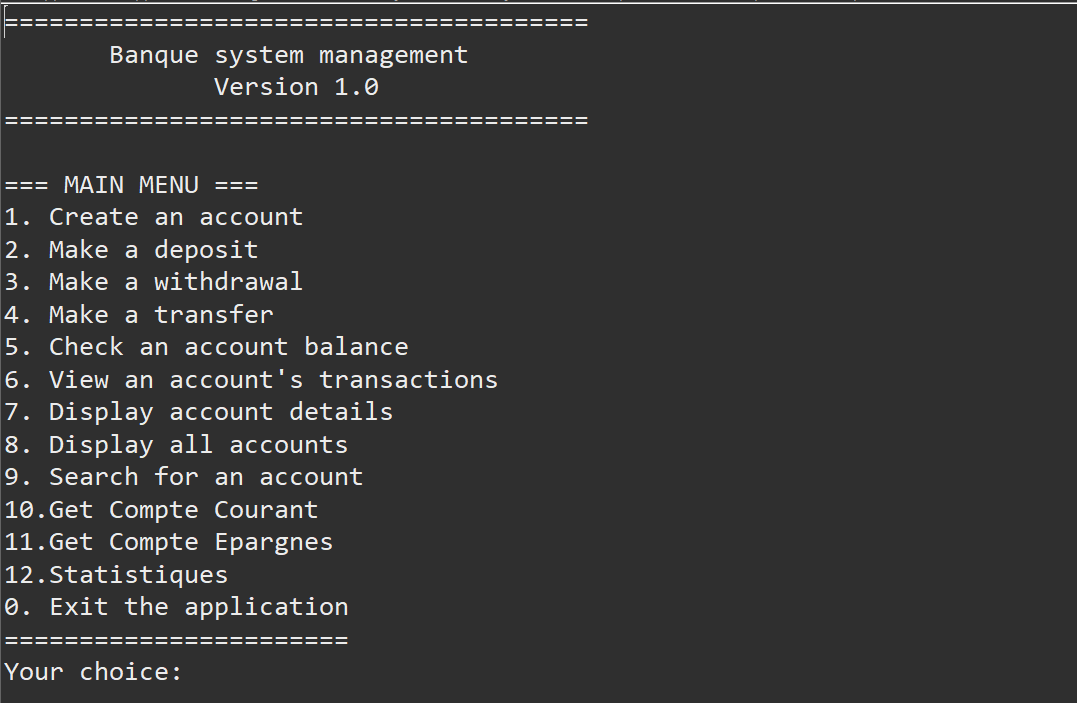 =======================================
Banque system management
Version 1.0
=======================================
=== MAIN MENU ===
1. Create an account
2. Make a deposit
3. Make a withdrawal
4. Make a transfer
5. Check an account balance
6. View an account's transactions
7. Display account details
8. Display all accounts
9. Search for an account
10.Get Compte Courant
11.Get Compte Epargnes
12.Statistiques
0. Exit the application
=======================
Your choice: